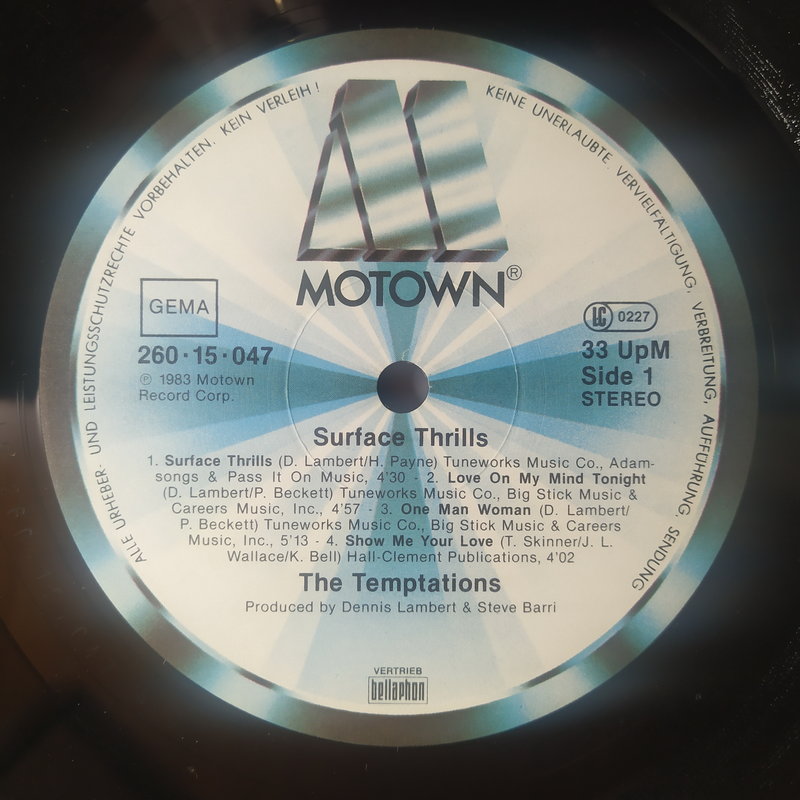 ALLE URHEBER- UND LEISTUNGSSCHUTZRECHTE VORBEHALTEN. KEIN VERLEIH! KEINE UNERLAUBTE VERVIELFÄLTIGUNG, VERBREITUNG, AUFFÜHRUNG, SENDUNG
MOTOWN®
GEMA
260·15·047
℗ 1983 Motown
Record Corp.
LC 0227
33 UpM
Side 1
STEREO
Surface Thrills
1. Surface Thrills (D. Lambert/H. Payne) Tuneworks Music Co., Adam-
songs & Pass It On Music, 4'30 - 2. Love On My Mind Tonight
(D. Lambert/P. Beckett) Tuneworks Music Co., Big Stick Music &
Careers Music, Inc., 4'57 - 3. One Man Woman (D. Lambert/
P. Beckett) Tuneworks Music Co., Big Stick Music & Careers
Music, Inc., 5'13 - 4. Show Me Your Love (T. Skinner/J. L.
Wallace/K. Bell) Hall-Clement Publications, 4'02
The Temptations
Produced by Dennis Lambert & Steve Barri
VERTRIEB
bellaphon